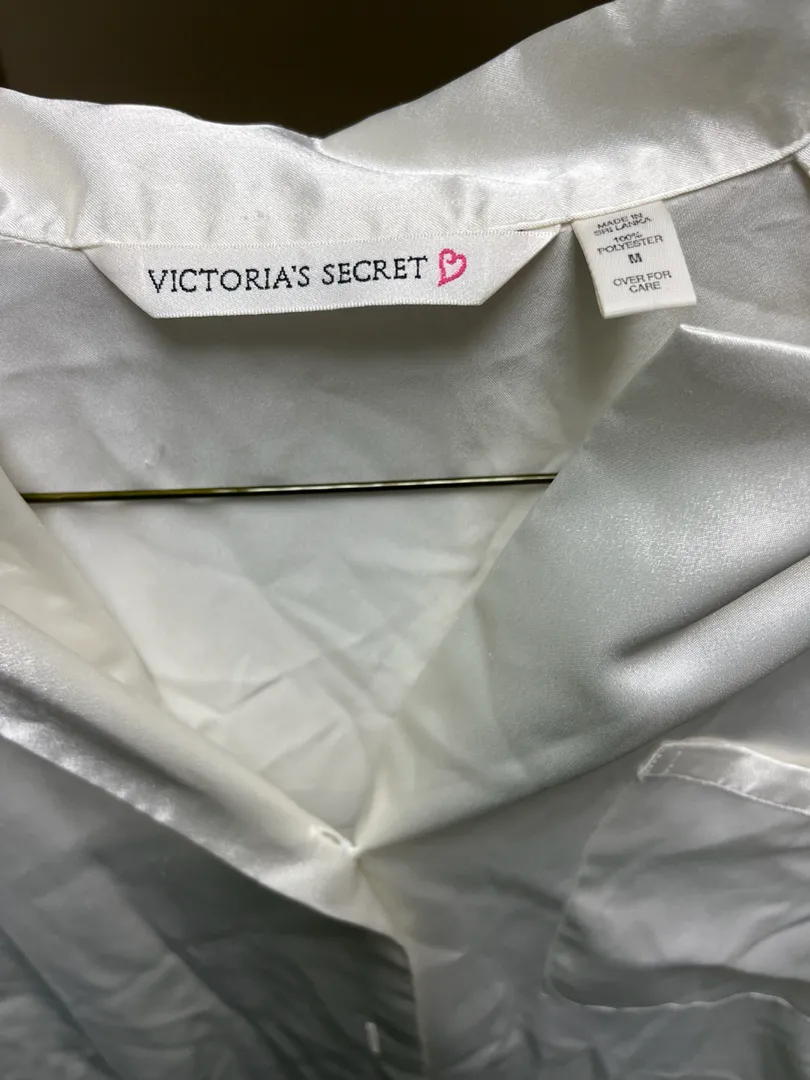 VICTORIA'S SECRET
MADE IN
SRI LANKA
100%
POLYESTER
M
OVER FOR
CARE